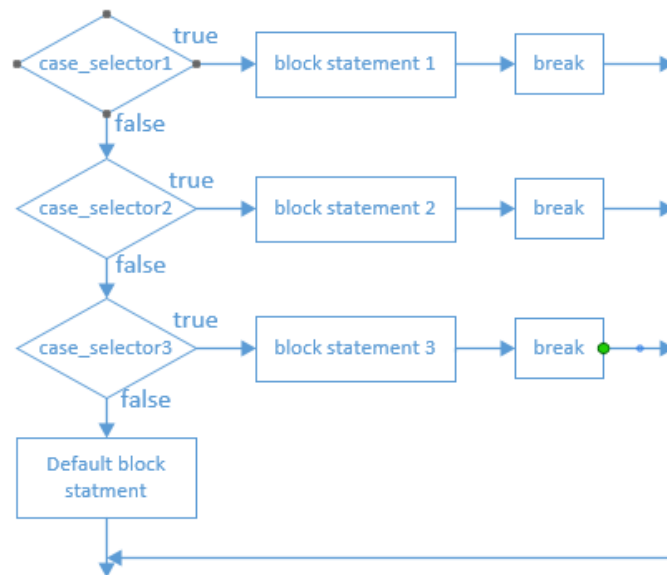 true
case_selector1
block statement 1
break
false
true
case_selector2
block statement 2
break
false
true
case_selector3
block statement 3
break
false
Default block
statment